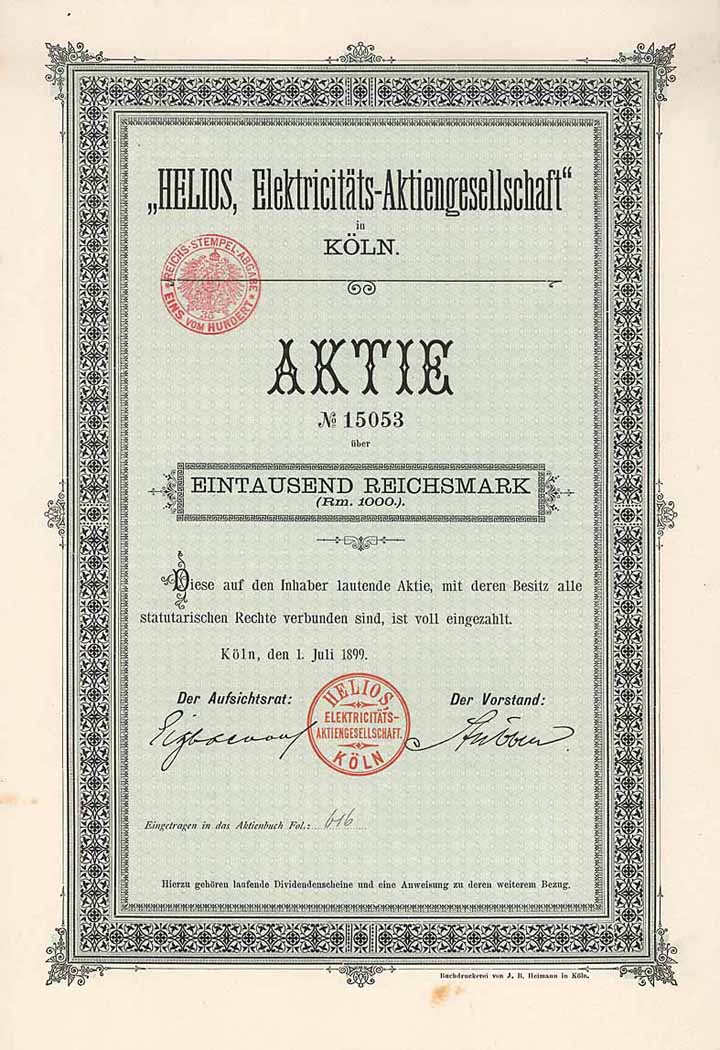 „HELIOS, Elektricitäts-Aktiengesellschaft“
in
KÖLN.
REICHS-STEMPEL-ABGABE
EINS VOM HUNDERT
AKTIE
№ 15053
über
EINTAUSEND REICHSMARK
(Rm. 1000.).
Diese auf den Inhaber lautende Aktie, mit deren Besitz alle
statutarischen Rechte verbunden sind, ist voll eingezahlt.
Köln, den 1. Juli 1899.
Der Aufsichtsrat:
Der Vorstand:
HELIOS,
ELEKTRICITÄTS-
AKTIENGESELLSCHAFT.
KÖLN
Eingetragen in das Aktienbuch Fol.: 616
Hierzu gehören laufende Dividendenscheine und eine Anweisung zu deren weiterem Bezug.
Buchdruckerei von J. B. Heimann in Köln.